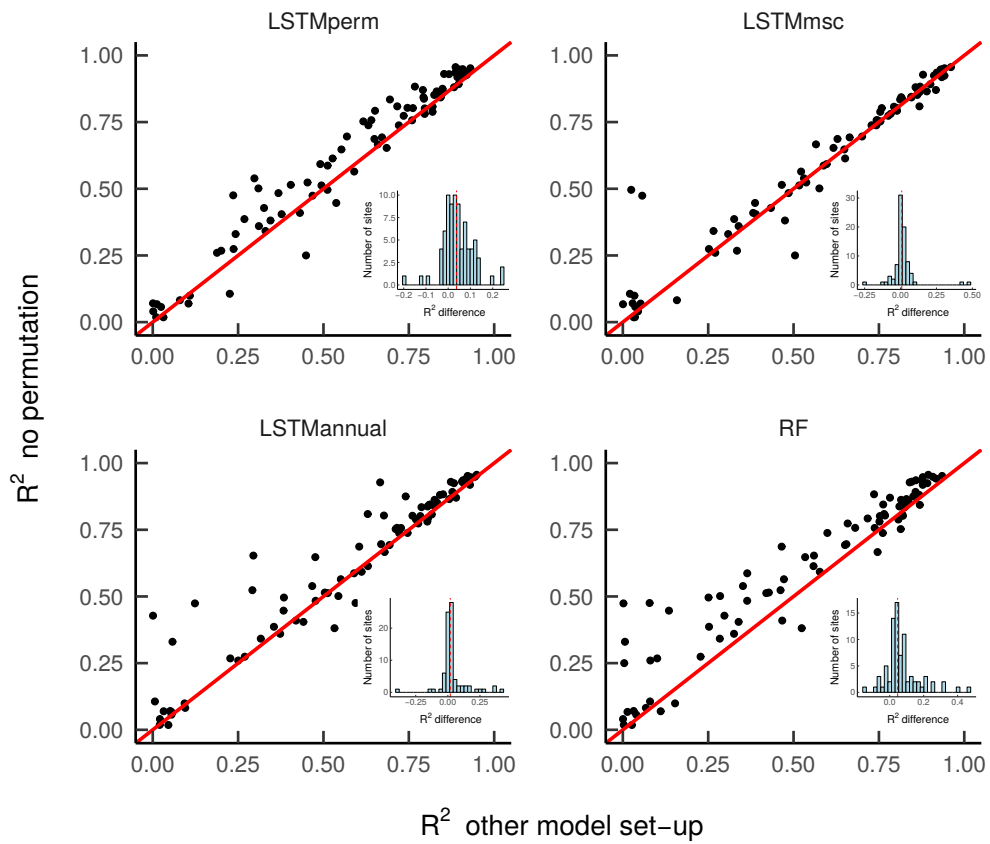 LSTMperm
LSTMmsc
1.00
0.75
0.50
0.25
0.00
0.00 0.25 0.50 0.75 1.00
10.0
7.5
5.0
2.5
0.0
−0.2 −0.1 0.0 0.1 0.2
Number of sites
R² difference
1.00
0.75
0.50
0.25
0.00
0.00 0.25 0.50 0.75 1.00
30
20
10
0
−0.25 0.00 0.25 0.50
Number of sites
R² difference
R² no permutation
LSTMannual
RF
1.00
0.75
0.50
0.25
0.00
0.00 0.25 0.50 0.75 1.00
20
10
0
−0.25 0.00 0.25
Number of sites
R² difference
1.00
0.75
0.50
0.25
0.00
0.00 0.25 0.50 0.75 1.00
15
10
5
0
0.0 0.2 0.4
Number of sites
R² difference
R² other model set−up